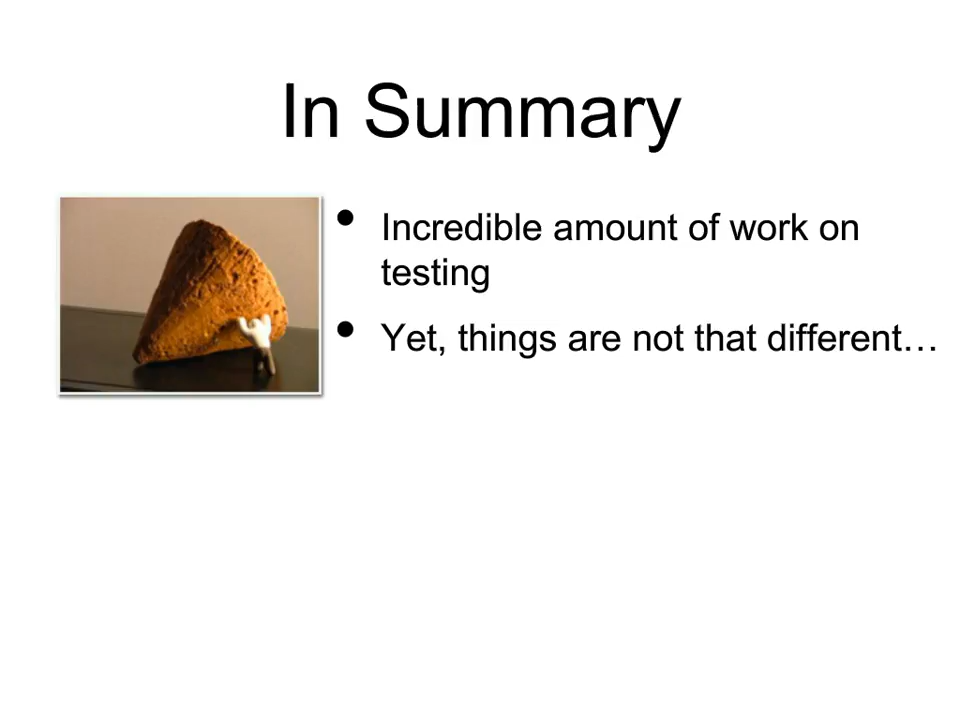 In Summary
• Incredible amount of work on
testing
• Yet, things are not that different…